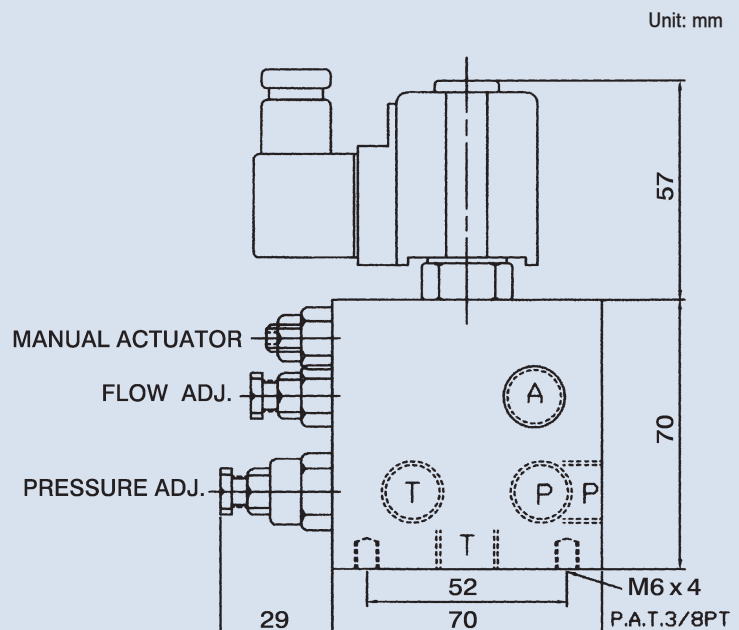 Unit: mm
57
MANUAL ACTUATOR
FLOW ADJ.
A
70
PRESSURE ADJ.
T
P
P
T
52
M6 x 4
29
70
P.A.T.3/8PT